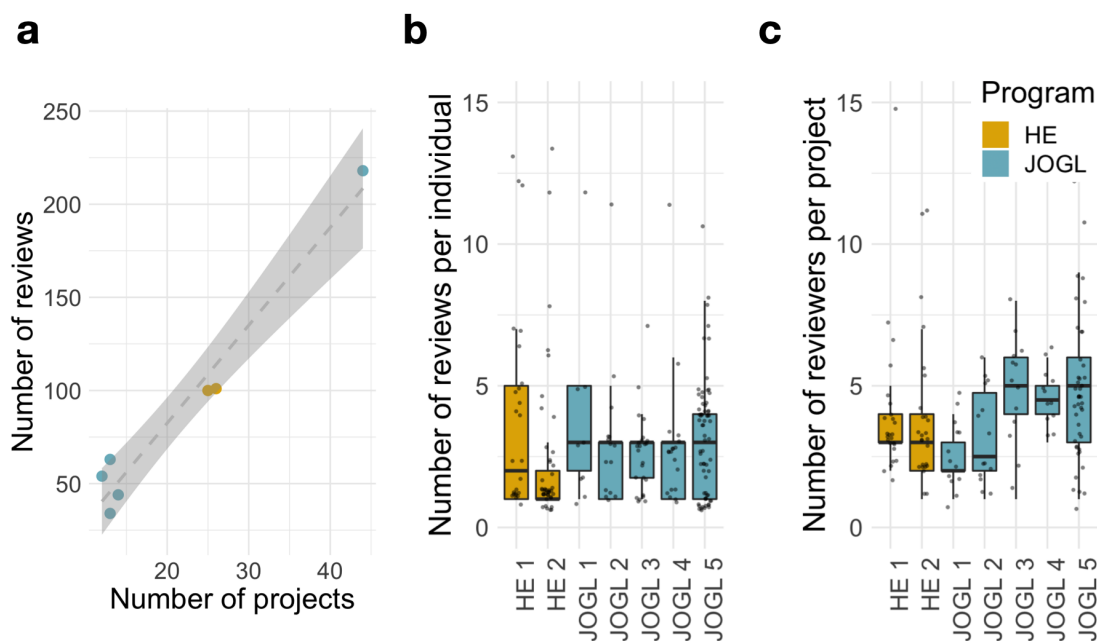 a
b
c
Number of reviews
250
200
150
100
50
20
30
40
Number of projects
Number of reviews per individual
15
10
5
0
HE 1
HE 2
JOGL 1
JOGL 2
JOGL 3
JOGL 4
JOGL 5
Number of reviewers per project
15
10
5
0
HE 1
HE 2
JOGL 1
JOGL 2
JOGL 3
JOGL 4
JOGL 5
Program
HE
JOGL